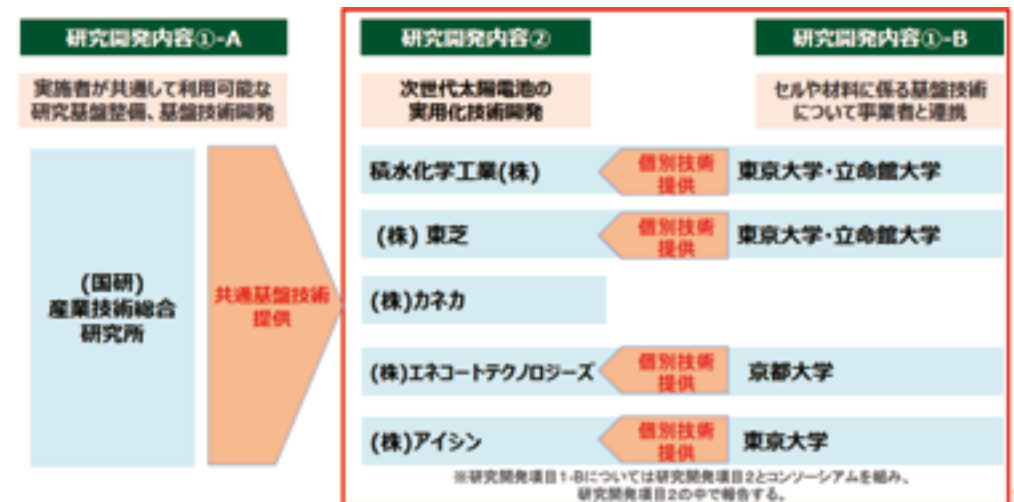 研究開発内容①-A
実施者が共通して利用可能な
研究基盤整備、基盤技術開発
(国研)
産業技術総合
研究所
共通基盤技術
提供
研究開発内容②
次世代太陽電池の
実用化技術開発
研究開発内容①-B
セルや材料に係る基盤技術
について事業者と連携
積水化学工業(株)
個別技術
提供
東京大学・立命館大学
(株) 東芝
個別技術
提供
東京大学・立命館大学
(株)カネカ
(株)エネコートテクノロジーズ
個別技術
提供
京都大学
(株)アイシン
個別技術
提供
東京大学
※研究開発項目1-Bについては研究開発項目2とコンソーシアムを組み、
研究開発項目2の中で報告する。